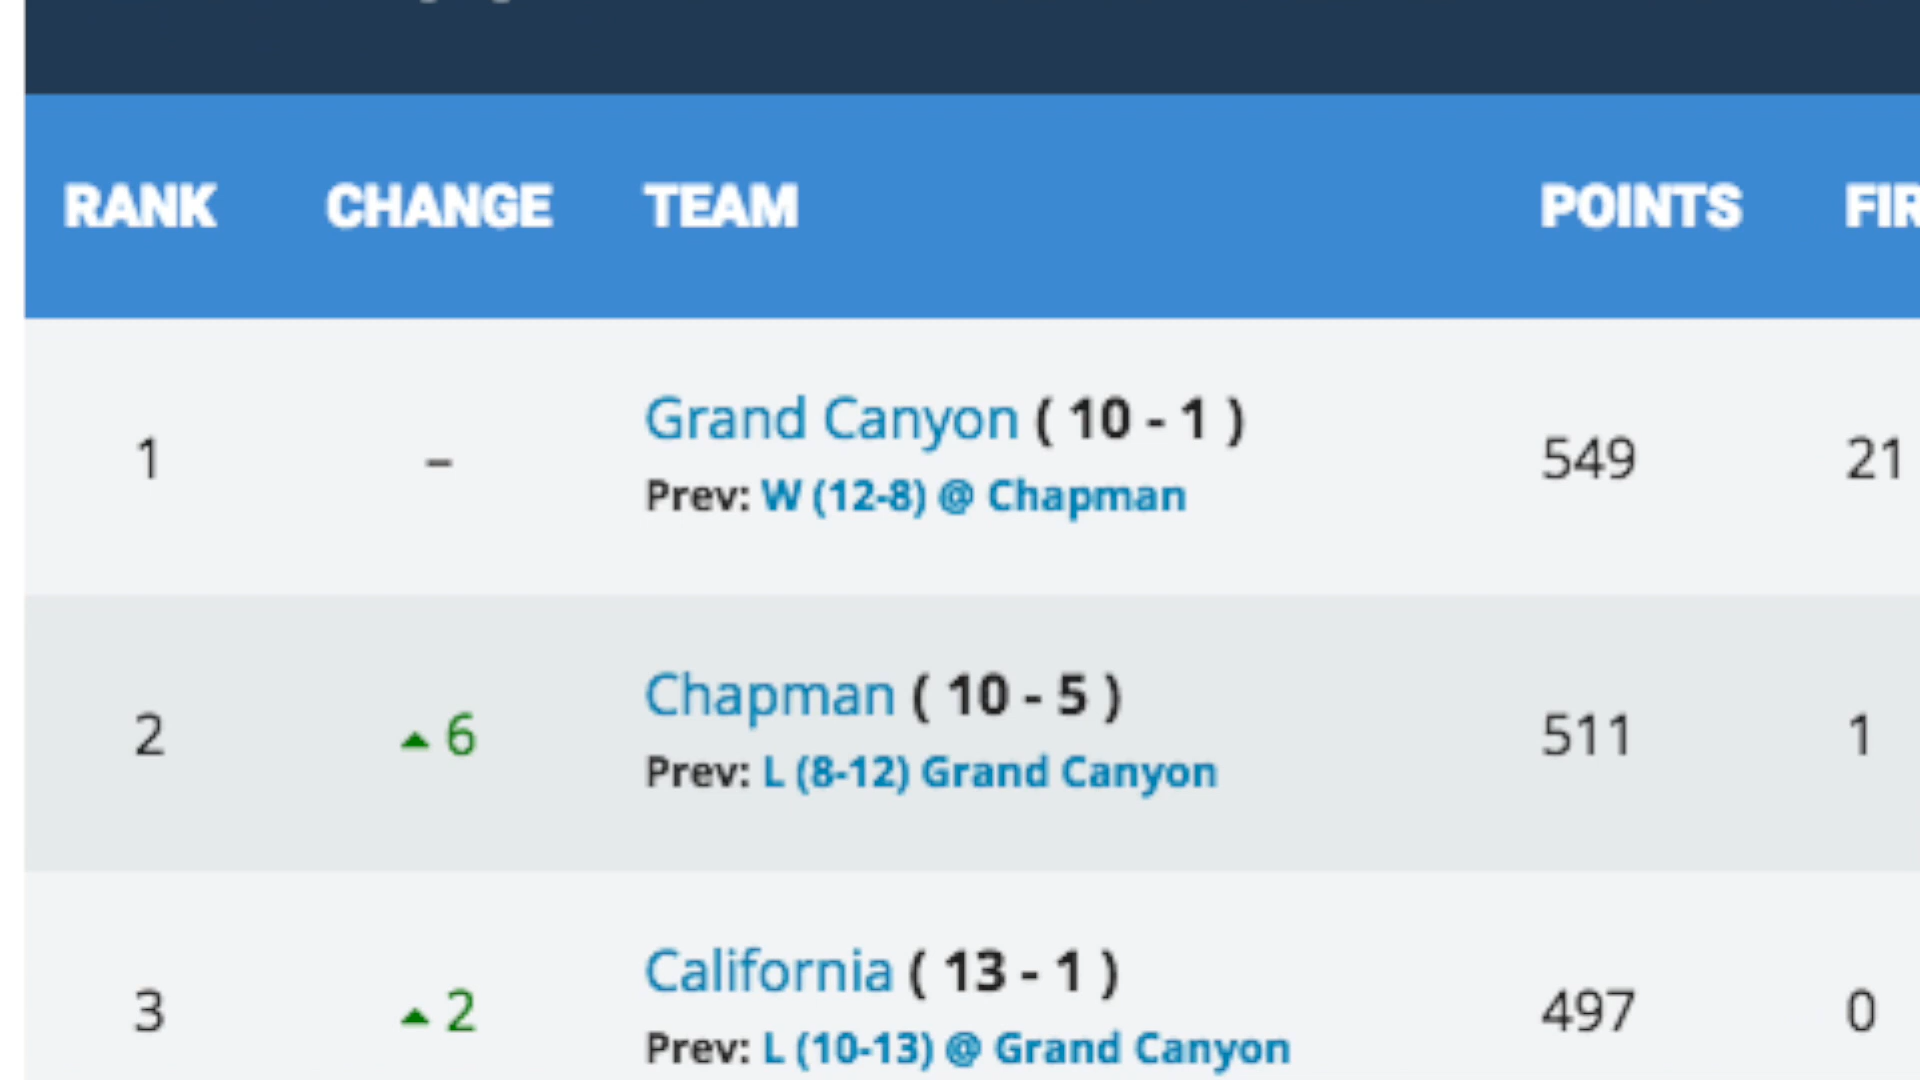 RANK CHANGE TEAM POINTS FIR
1 – Grand Canyon ( 10 - 1 ) 549 21
Prev: W (12-8) @ Chapman
2 ▲ 6 Chapman ( 10 - 5 ) 511 1
Prev: L (8-12) Grand Canyon
3 ▲ 2 California ( 13 - 1 ) 497 0
Prev: L (10-13) @ Grand Canyon